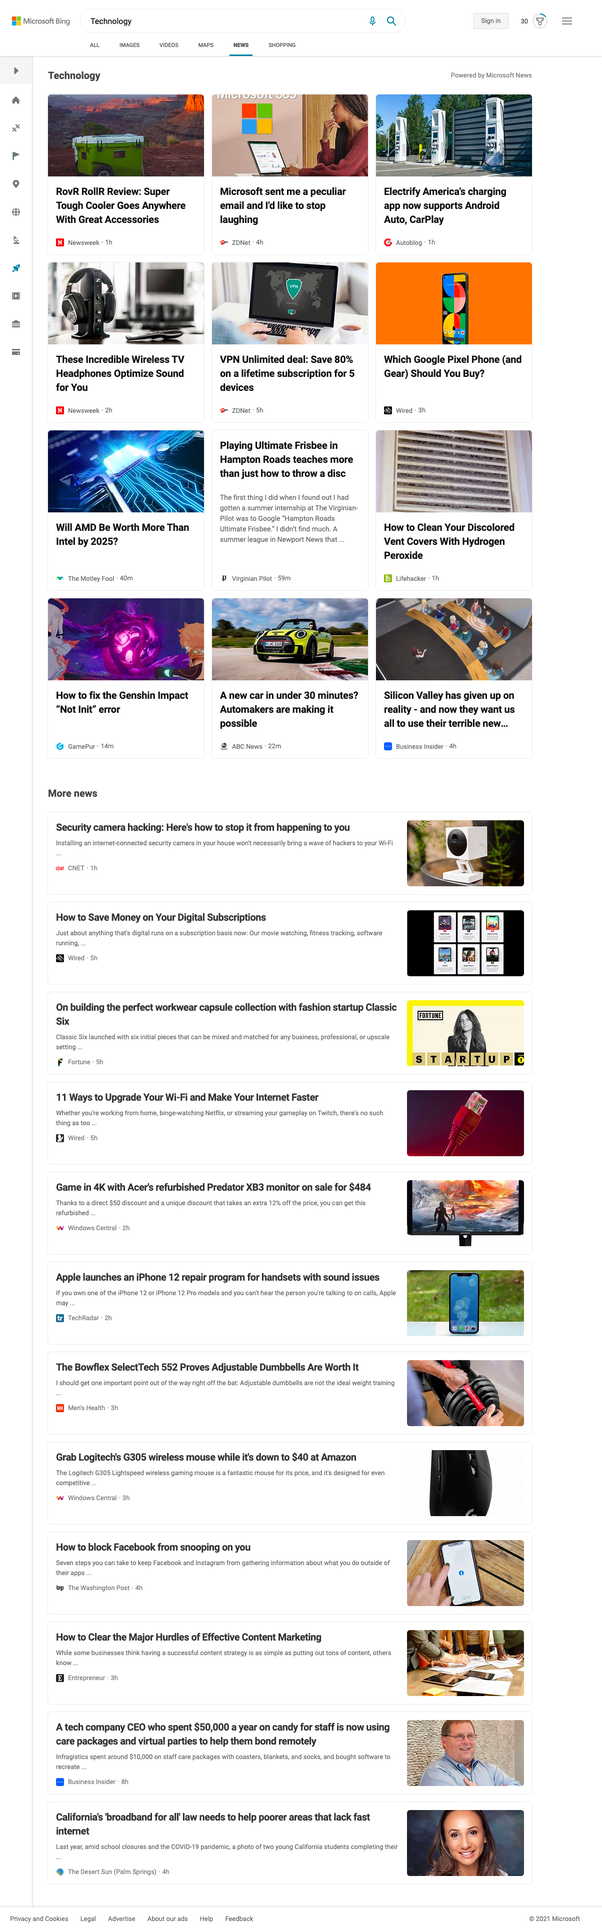 Microsoft Bing
Technology
Sign in
30
ALL
IMAGES
VIDEOS
MAPS
NEWS
SHOPPING
Technology
Powered by Microsoft News
Microsoft 365
RovR RollR Review: Super
Tough Cooler Goes Anywhere
With Great Accessories
Newsweek · 1h
Microsoft sent me a peculiar
email and I'd like to stop
laughing
ZDNet · 4h
Electrify America's charging
app now supports Android
Auto, CarPlay
Autoblog · 1h
VPN
These Incredible Wireless TV
Headphones Optimize Sound
for You
Newsweek · 2h
VPN Unlimited deal: Save 80%
on a lifetime subscription for 5
devices
ZDNet · 5h
Which Google Pixel Phone (and
Gear) Should You Buy?
Wired · 3h
Will AMD Be Worth More Than
Intel by 2025?
The Motley Fool · 40m
Playing Ultimate Frisbee in
Hampton Roads teaches more
than just how to throw a disc
The first thing I did when I found out I had
gotten a summer internship at The Virginian-
Pilot was to Google "Hampton Roads
Ultimate Frisbee." I didn't find much. A
summer league in Newport News that ...
Virginian Pilot · 59m
How to Clean Your Discolored
Vent Covers With Hydrogen
Peroxide
Lifehacker · 1h
How to fix the Genshin Impact
“Not Init” error
GamePur · 14m
A new car in under 30 minutes?
Automakers are making it
possible
ABC News · 22m
Silicon Valley has given up on
reality - and now they want us
all to use their terrible new...
Business Insider · 4h
More news
Security camera hacking: Here's how to stop it from happening to you
Installing an internet-connected security camera in your house won't necessarily bring a wave of hackers to your Wi-Fi
...
CNET · 1h
How to Save Money on Your Digital Subscriptions
Just about anything that's digital runs on a subscription basis now: Our movie watching, fitness tracking, software
running, ...
Wired · 5h
On building the perfect workwear capsule collection with fashion startup Classic
Six
Classic Six launched with six initial pieces that can be mixed and matched for any business, professional, or upscale
setting ...
Fortune · 5h
FORTUNE
STARTUP
11 Ways to Upgrade Your Wi-Fi and Make Your Internet Faster
Whether you're working from home, binge-watching Netflix, or streaming your gameplay on Twitch, there's no such
thing as too ...
Wired · 5h
Game in 4K with Acer's refurbished Predator XB3 monitor on sale for $484
Thanks to a direct $50 discount and a unique discount that takes an extra 12% off the price, you can get this
refurbished ...
Windows Central · 2h
Apple launches an iPhone 12 repair program for handsets with sound issues
If you own one of the iPhone 12 or iPhone 12 Pro models and you can't hear the person you're talking to on calls, Apple
may ...
TechRadar · 2h
The Bowflex SelectTech 552 Proves Adjustable Dumbbells Are Worth It
I should get one important point out of the way right off the bat: Adjustable dumbbells are not the ideal weight training
...
Men's Health · 3h
Grab Logitech's G305 wireless mouse while it's down to $40 at Amazon
The Logitech G305 Lightspeed wireless gaming mouse is a fantastic mouse for its price, and it's designed for even
competitive ...
Windows Central · 3h
How to block Facebook from snooping on you
Seven steps you can take to keep Facebook and Instagram from gathering information about what you do outside of
their apps ...
The Washington Post · 4h
How to Clear the Major Hurdles of Effective Content Marketing
While some businesses think having a successful content strategy is as simple as putting out tons of content, others
know ...
Entrepreneur · 3h
A tech company CEO who spent $50,000 a year on candy for staff is now using
care packages and virtual parties to help them bond remotely
Infragistics spent around $10,000 on staff care packages with coasters, blankets, and socks, and bought software to
recreate ...
Business Insider · 8h
California's 'broadband for all' law needs to help poorer areas that lack fast
internet
Last year, amid school closures and the COVID-19 pandemic, a photo of two young California students completing their
...
The Desert Sun (Palm Springs) · 4h
Privacy and Cookies
Legal
Advertise
About our ads
Help
Feedback
© 2021 Microsoft